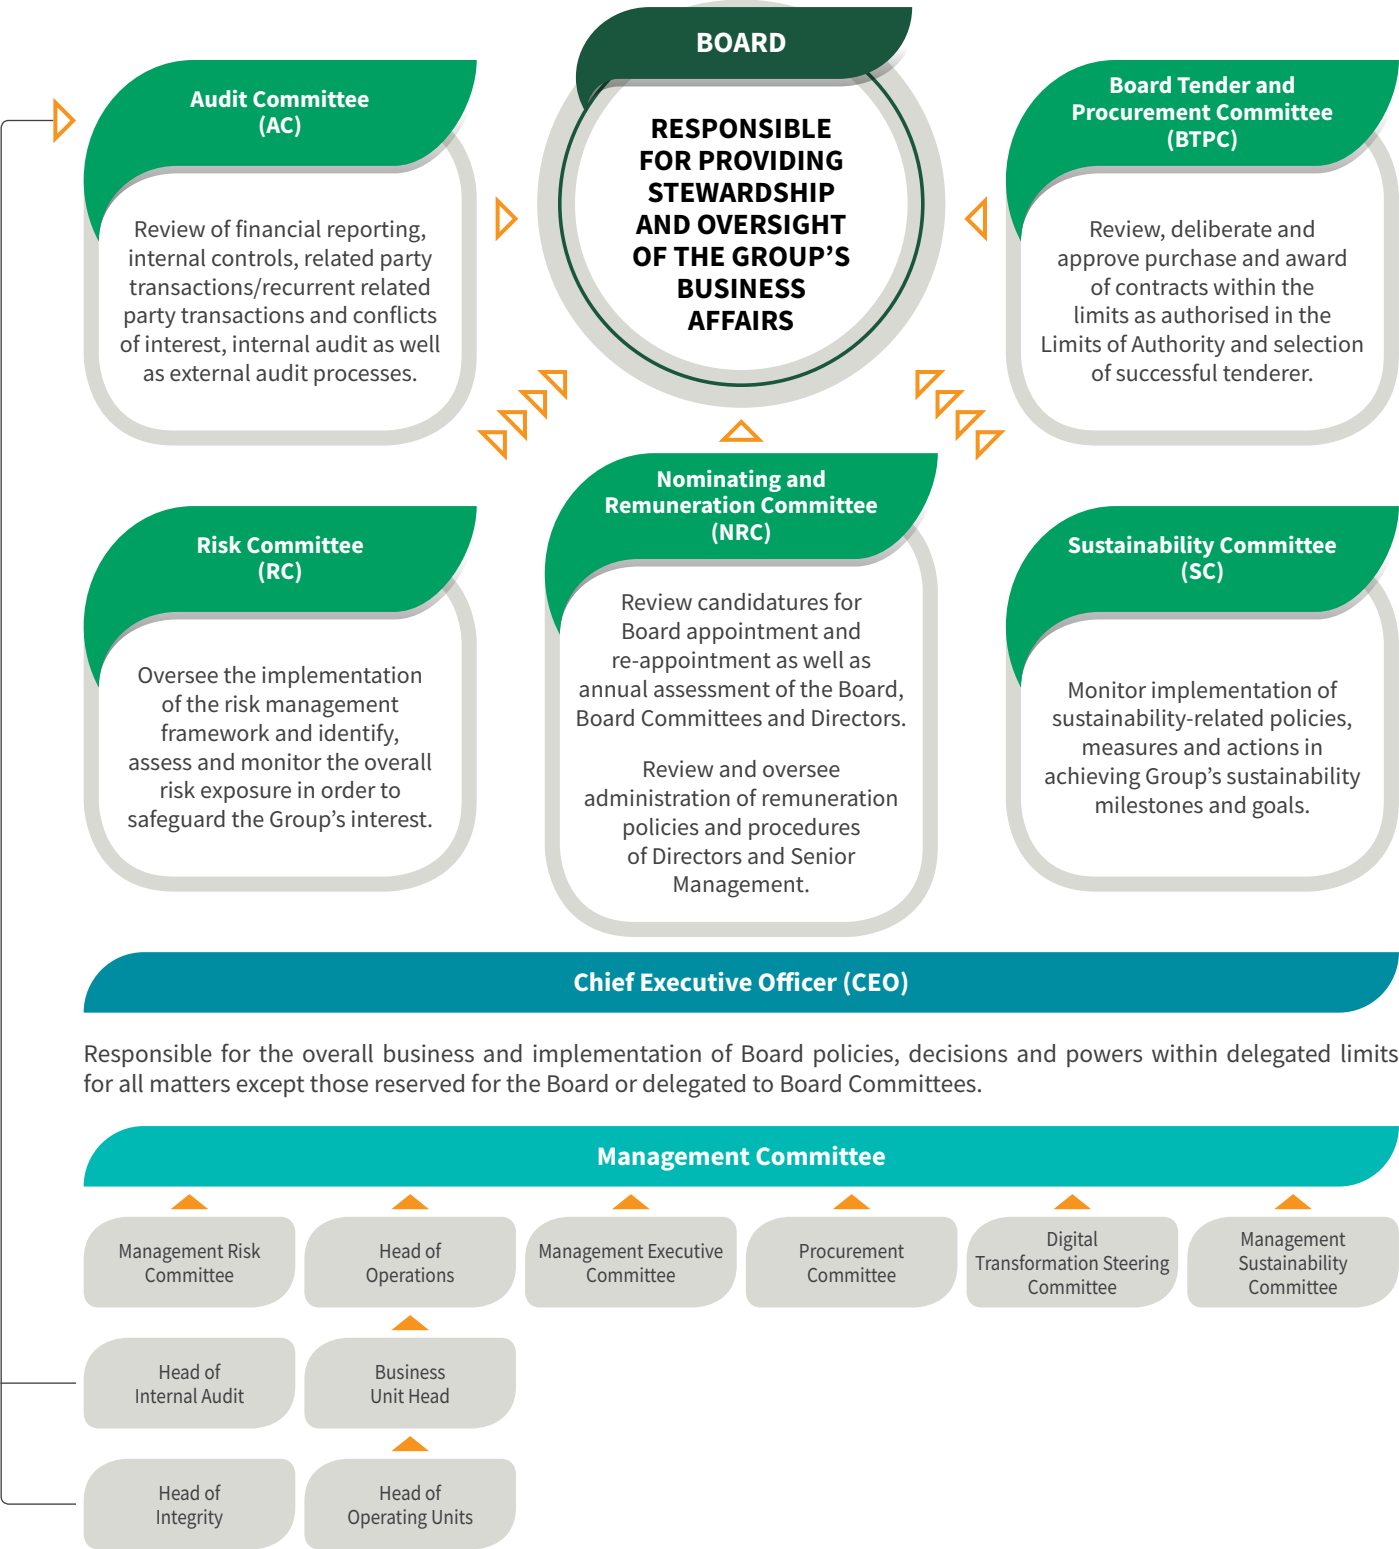 BOARD
RESPONSIBLE
FOR PROVIDING
STEWARDSHIP
AND OVERSIGHT
OF THE GROUP’S
BUSINESS
AFFAIRS
Audit Committee
(AC)
Review of financial reporting,
internal controls, related party
transactions/recurrent related
party transactions and conflicts
of interest, internal audit as well
as external audit processes.
Board Tender and
Procurement Committee
(BTPC)
Review, deliberate and
approve purchase and award
of contracts within the
limits as authorised in the
Limits of Authority and selection
of successful tenderer.
Risk Committee
(RC)
Oversee the implementation
of the risk management
framework and identify,
assess and monitor the overall
risk exposure in order to
safeguard the Group’s interest.
Nominating and
Remuneration Committee
(NRC)
Review candidatures for
Board appointment and
re-appointment as well as
annual assessment of the Board,
Board Committees and Directors.
Review and oversee
administration of remuneration
policies and procedures
of Directors and Senior
Management.
Sustainability Committee
(SC)
Monitor implementation of
sustainability-related policies,
measures and actions in
achieving Group’s sustainability
milestones and goals.
Chief Executive Officer (CEO)
Responsible for the overall business and implementation of Board policies, decisions and powers within delegated limits
for all matters except those reserved for the Board or delegated to Board Committees.
Management Committee
Management Risk
Committee
Head of
Operations
Management Executive
Committee
Procurement
Committee
Digital
Transformation Steering
Committee
Management
Sustainability
Committee
Head of
Internal Audit
Business
Unit Head
Head of
Integrity
Head of
Operating Units